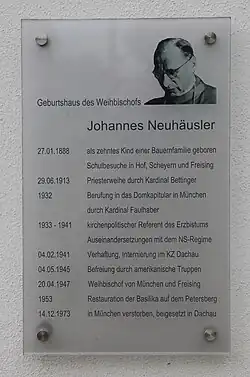 Geburtshaus des Weihbischofs
Johannes Neuhäusler
27.01.1888 als zehntes Kind einer Bauernfamilie geboren
Schulbesuche in Hof, Scheyern und Freising
29.06.1913 Priesterweihe durch Kardinal Bettinger
1932 Berufung in das Domkapitular in München
durch Kardinal Faulhaber
1933 - 1941 kirchenpolitischer Referent des Erzbistums
Auseinandersetzungen mit dem NS-Regime
04.02.1941 Verhaftung, Internierung im KZ Dachau
04.05.1945 Befreiung durch amerikanische Truppen
20.04.1947 Weihbischof von München und Freising
1953 Restauration der Basilika auf dem Petersberg
14.12.1973 in München verstorben, beigesetzt in Dachau